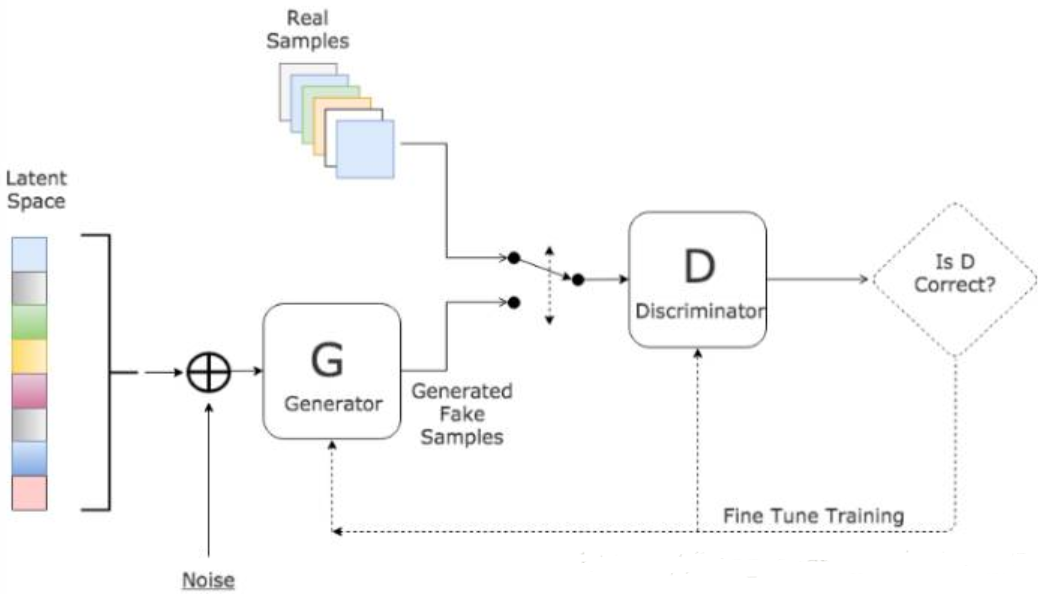 Real
Samples
Latent
Space
D
Discriminator
Is D
Correct?
G
Generator
Generated
Fake
Samples
Fine Tune Training
Noise